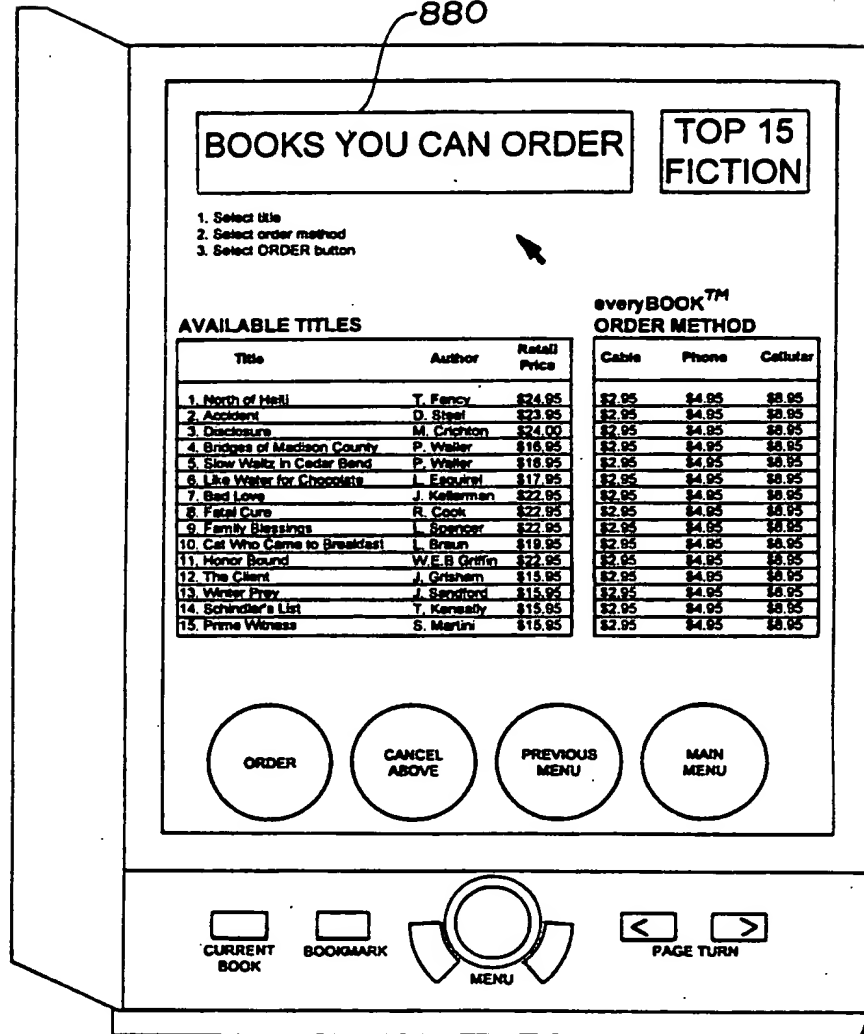 880
BOOKS YOU CAN ORDER
TOP 15
FICTION
1. Select title
2. Select order method
3. Select ORDER button
everyBOOK™
AVAILABLE TITLES
ORDER METHOD
Title Author Retail Price Cable Phone Cellular
1. North of Haiti T. Fancy $24.95 $2.95 $4.95 $8.95
2. Accident D. Steel $23.95 $2.95 $4.95 $8.95
3. Disclosure M. Crichton $24.00 $2.95 $4.95 $8.95
4. Bridges of Madison County P. Waller $16.95 $2.95 $4.95 $8.95
5. Slow Waltz in Cedar Bend P. Waller $16.95 $2.95 $4.95 $8.95
6. Like Water for Chocolate L. Esquirel $17.95 $2.95 $4.95 $8.95
7. Bad Love J. Kellerman $22.95 $2.95 $4.95 $8.95
8. Fatal Cure R. Cook $22.95 $2.95 $4.95 $8.95
9. Family Blessings L. Spencer $22.95 $2.95 $4.95 $8.95
10. Cat Who Came to Breakfast L. Braun $19.95 $2.95 $4.95 $8.95
11. Honor Bound W.E.B Griffin $22.95 $2.95 $4.95 $8.95
12. The Client J. Grisham $15.95 $2.95 $4.95 $8.95
13. Winter Prey J. Sandford $15.95 $2.95 $4.95 $8.95
14. Schindler's List T. Keneally $15.95 $2.95 $4.95 $8.95
15. Prime Witness S. Martini $15.95 $2.95 $4.95 $8.95
ORDER
CANCEL
ABOVE
PREVIOUS
MENU
MAIN
MENU
CURRENT
BOOK
BOOKMARK
MENU
< >
PAGE TURN